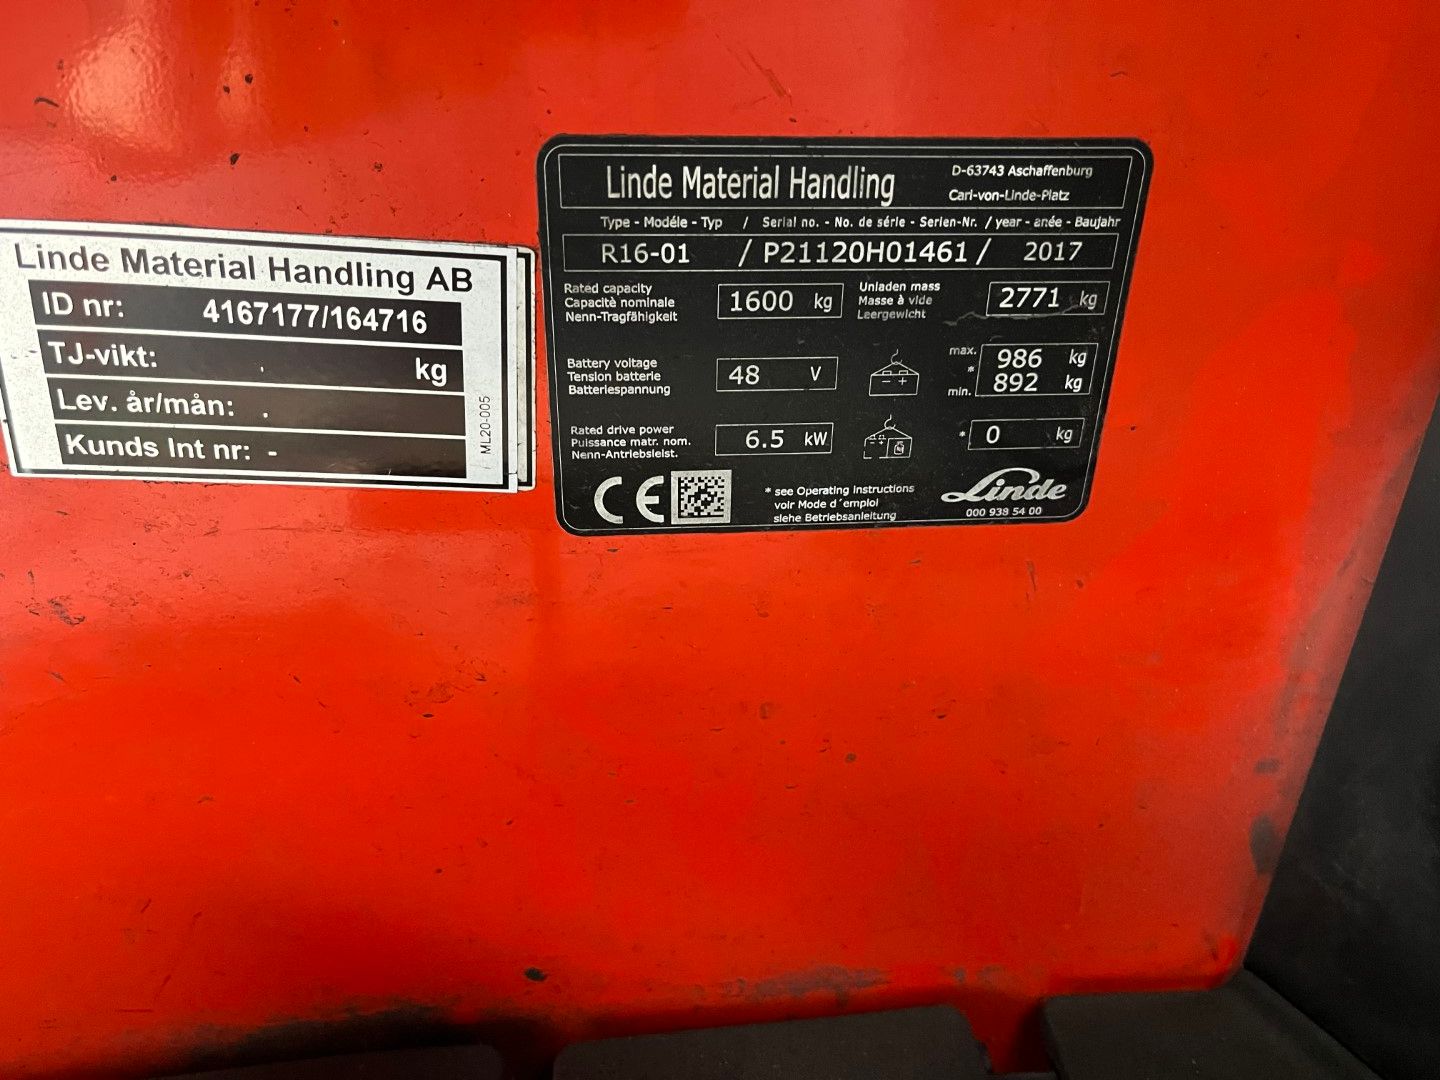 Linde Material Handling AB
ID nr: 4167177/164716
TJ-vikt: . kg
Lev. år/mån: .
Kunds Int nr: -
ML20-005
Linde Material Handling
D-63743 Aschaffenburg
Carl-von-Linde-Platz
Type - Modéle - Typ / Serial no. - No. de série - Serien-Nr. / year - anée - Baujahr
R16-01 / P21120H01461 / 2017
Rated capacity
Capacitè nominale
Nenn-Tragfähigkeit
1600 kg
Unladen mass
Masse à vide
Leergewicht
2771 kg
Battery voltage
Tension batterie
Batteriespannung
48 V
- +
max.
*
min.
986 kg
892 kg
Rated drive power
Puissance matr. nom.
Nenn-Antriebsleist.
6.5 kW
- +
* 0 kg
CE
* see Operating Instructions
voir Mode d´emploi
siehe Betriebsanleitung
Linde
000 938 54 00